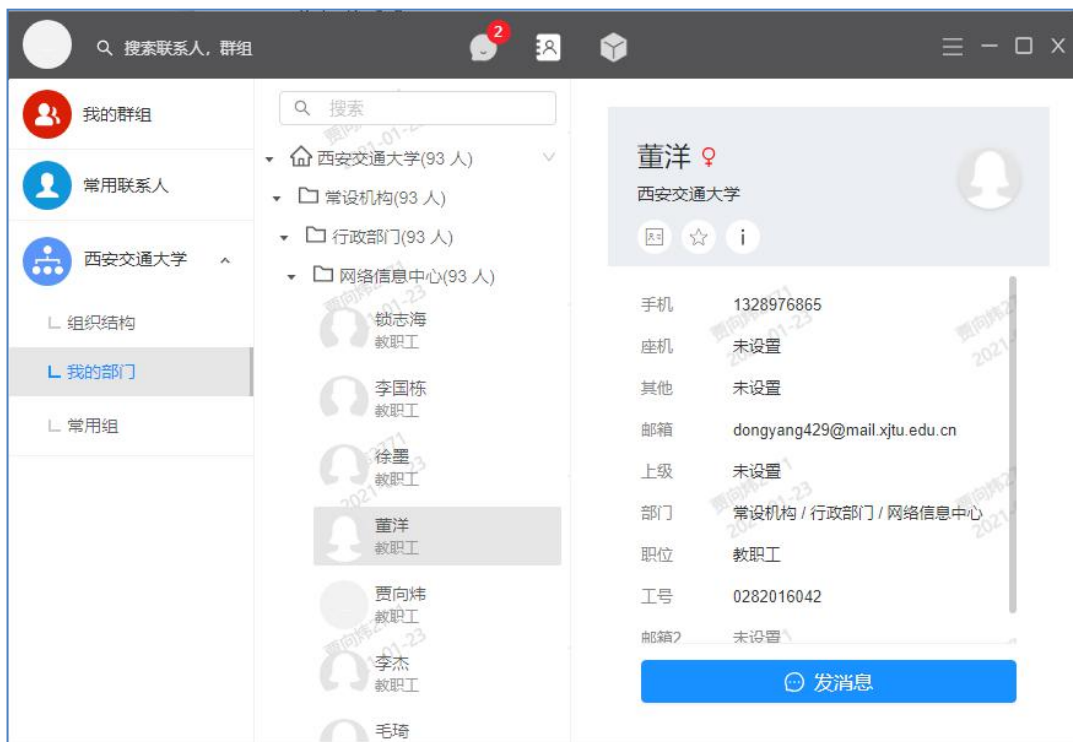 2
搜索联系人，群组
我的群组
常用联系人
西安交通大学
组织结构
我的部门
常用组
搜索
西安交通大学(93 人)
常设机构(93 人)
行政部门(93 人)
网络信息中心(93 人)
锁志海
教职工
李国栋
教职工
徐墨
教职工
董洋
教职工
贾向炜
教职工
李杰
教职工
毛琦
董洋
西安交通大学
手机 1328976865
座机 未设置
其他 未设置
邮箱 dongyang429@mail.xjtu.edu.cn
上级 未设置
部门 常设机构 / 行政部门 / 网络信息中心
职位 教职工
工号 0282016042
邮箱2 未设置
发消息